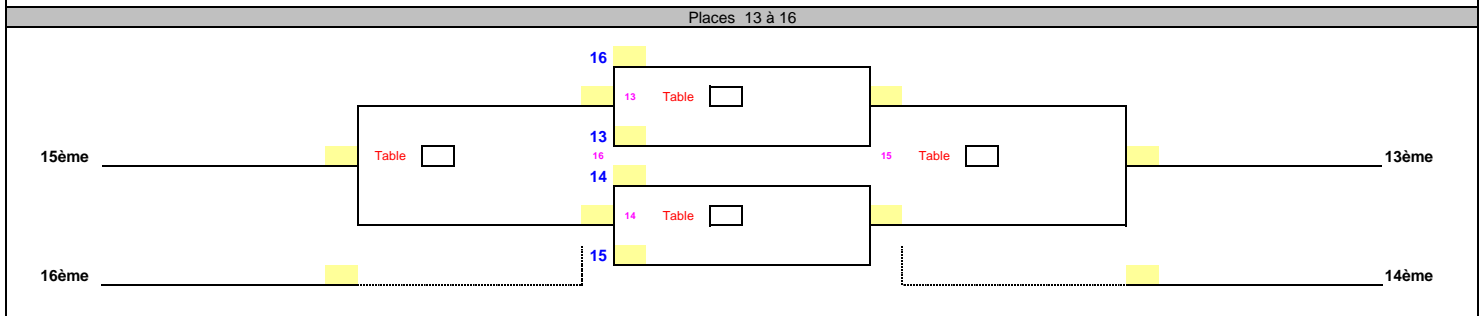 Places 13 à 16
16
13 Table
13
15ème Table 16 15 Table 13ème
14
14 Table
15
16ème 14ème